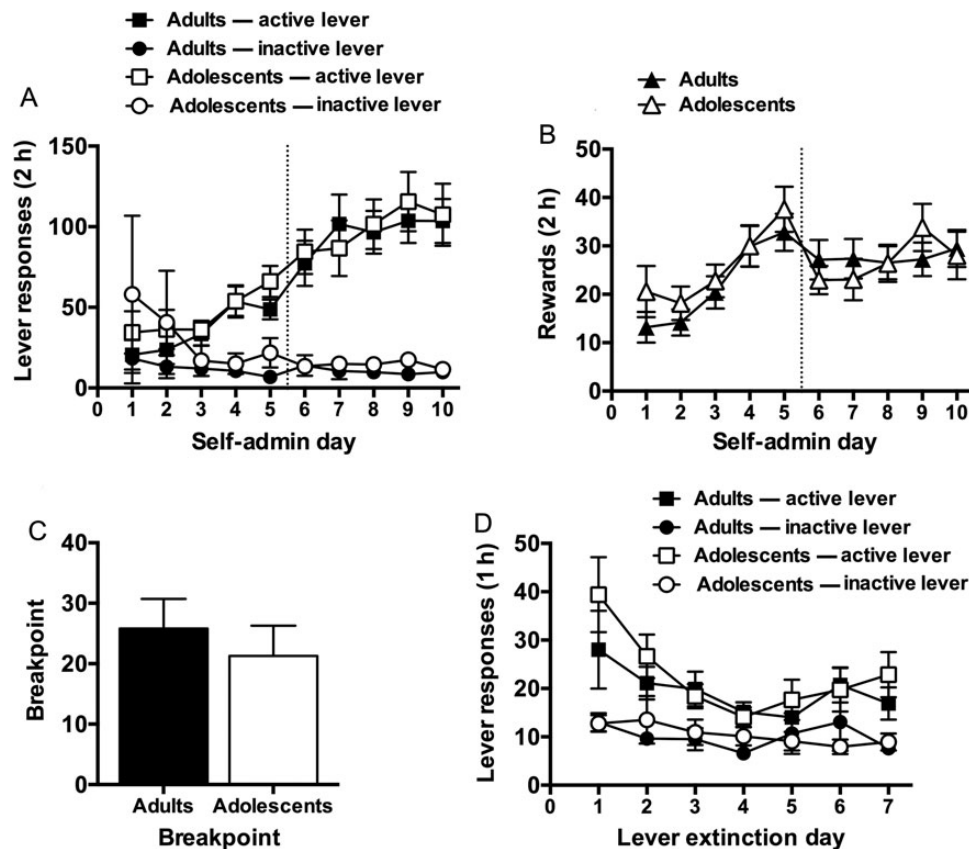 Adults — active lever
Adults — inactive lever
Adolescents — active lever
Adolescents — inactive lever
A
150
100
50
0
Lever responses (2 h)
0 1 2 3 4 5 6 7 8 9 10
Self-admin day
Adults
Adolescents
B
50
40
30
20
10
0
Rewards (2 h)
0 1 2 3 4 5 6 7 8 9 10
Self-admin day
C
40
30
20
10
0
Breakpoint
Adults Adolescents
Breakpoint
Adults — active lever
Adults — inactive lever
Adolescents — active lever
Adolescents — inactive lever
D
50
40
30
20
10
0
Lever responses (1 h)
0 1 2 3 4 5 6 7
Lever extinction day